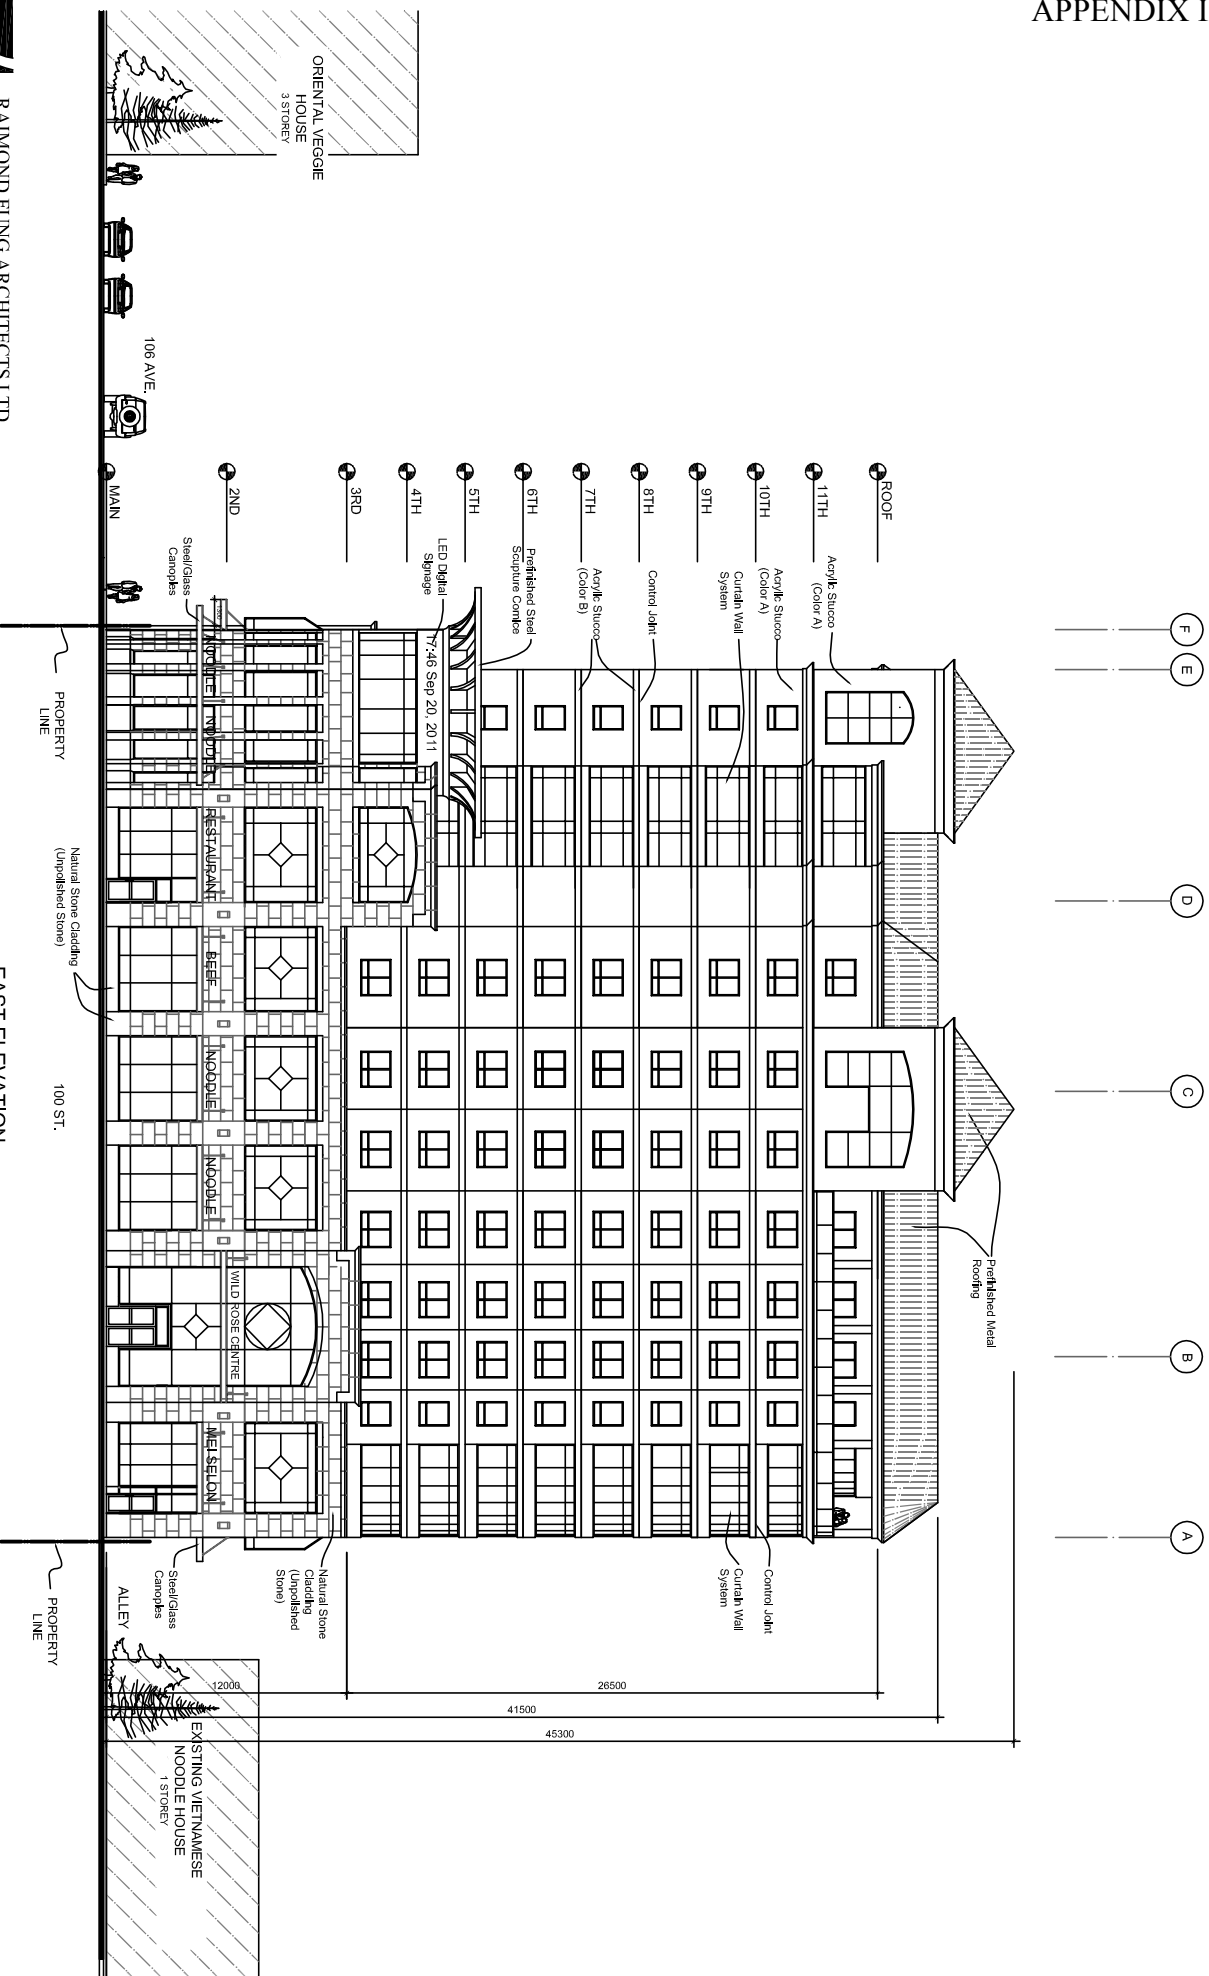 APPENDIX I
F
E
D
C
B
A
ORIENTAL VEGGIE
HOUSE
3 STOREY
106 AVE.
ROOF
11TH
10TH
9TH
8TH
7TH
6TH
5TH
4TH
3RD
2ND
MAIN
Acrylic Stucco
(Color A)
Acrylic Stucco
(Color A)
Curtain Wall
System
Control Joint
Acrylic Stucco
(Color B)
Prefinished Steel
Scupture Cornice
LED Digital
Signage
Steel/Glass
Canopies
17:46 Sep 20, 2011
NOODLE NOODLE
RESTAURANT
BEEF
NOODLE
NOODLE
WILD ROSE CENTRE
MEI SELON
Prefinished Metal
Roofing
Natural Stone Cladding
(Unpolished Stone)
PROPERTY
LINE
100 ST.
Control Joint
Curtain Wall
System
Natural Stone
Cladding
(Unpolished
Stone)
Steel/Glass
Canopies
ALLEY
PROPERTY
LINE
26500
12000
41500
45300
EXISTING VIETNAMESE
NOODLE HOUSE
1 STOREY
RAIMOND FUNG ARCHITECTS LTD
EAST ELEVATION